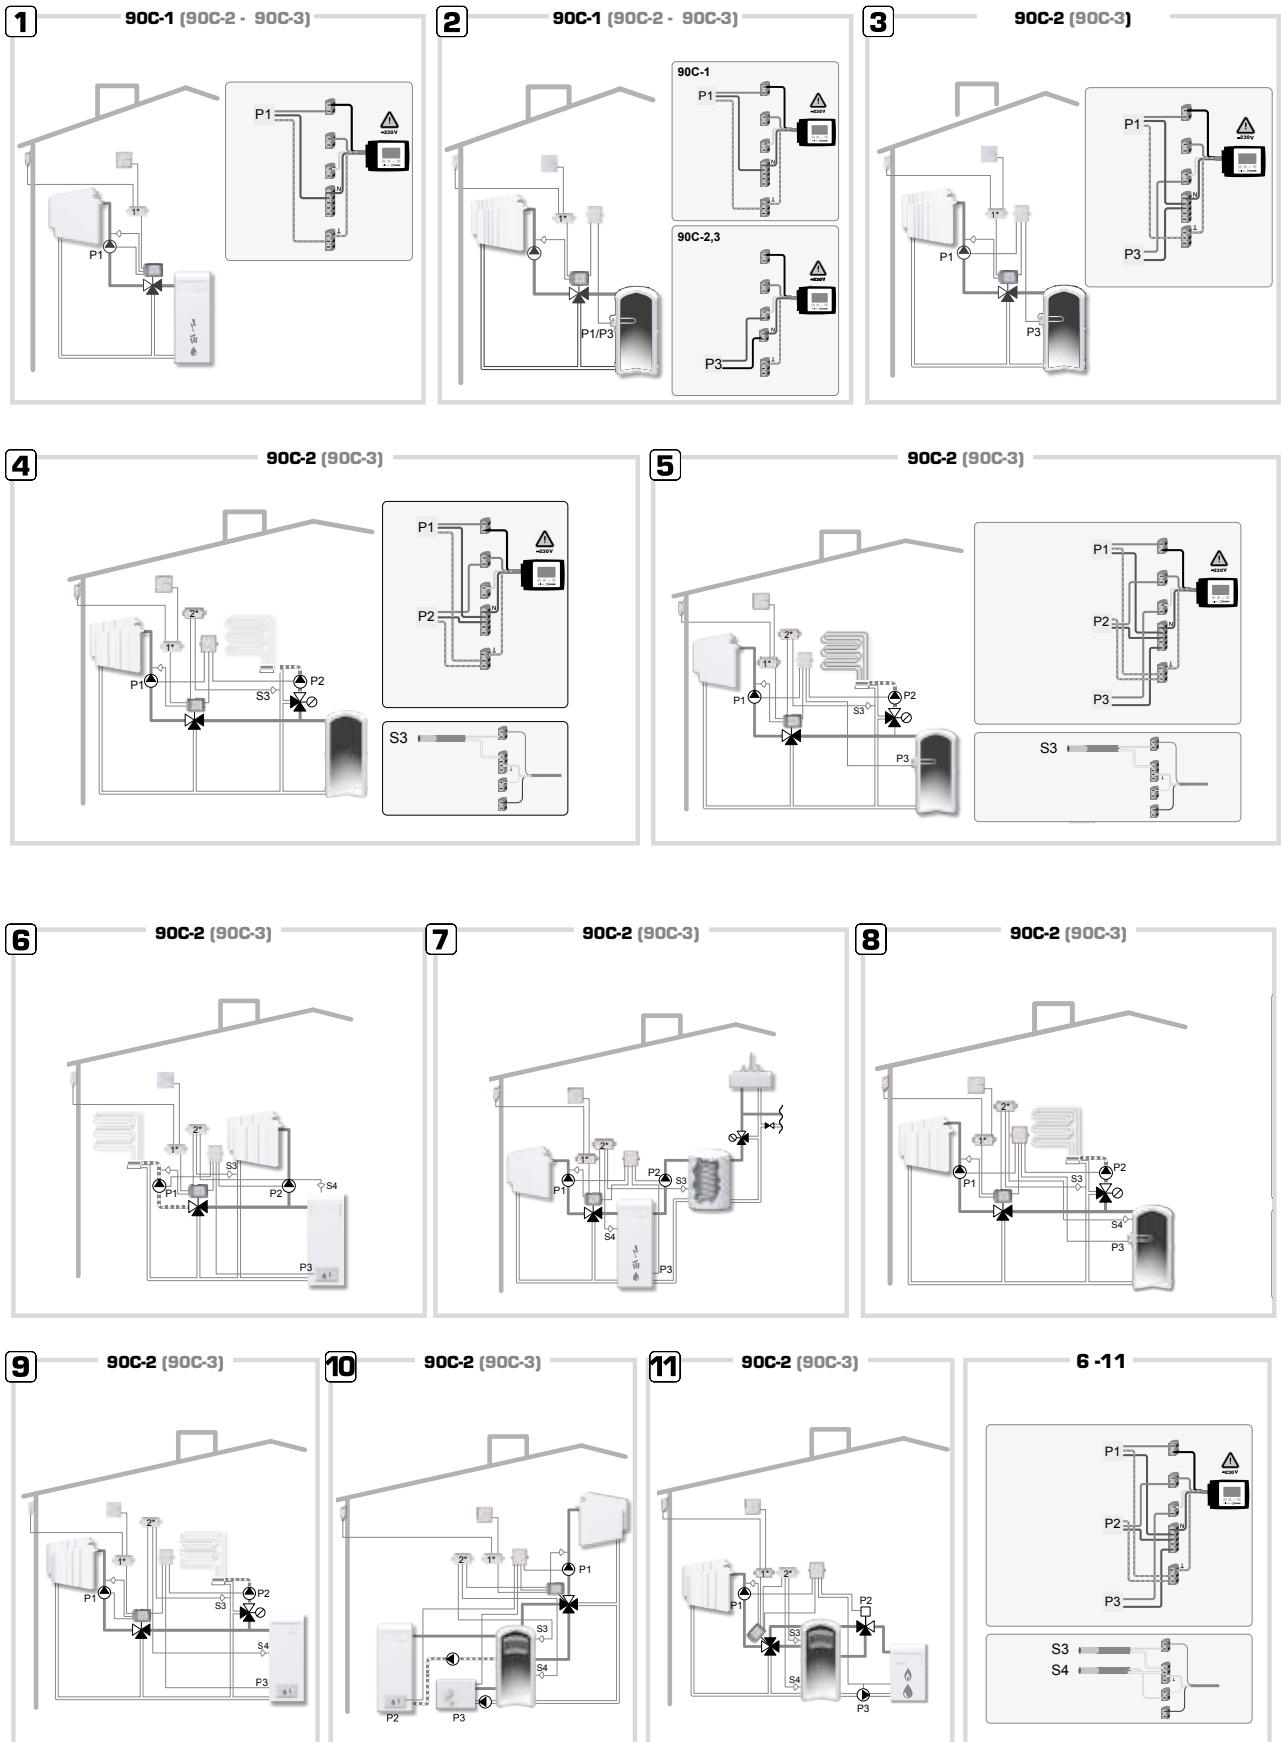 1
90C-1 (90C-2 - 90C-3)
P1
N
~230V
1*
P1
2
90C-1 (90C-2 - 90C-3)
90C-1
P1
N
~230V
1*
P1/P3
90C-2,3
P3
N
~230V
3
90C-2 (90C-3)
P1
P3
~230V
1*
P1
P3
4
90C-2 (90C-3)
P1
P2
N
~230V
2*
1*
P1
P2
S3
S3
5
90C-2 (90C-3)
P1
P2
P3
N
~230V
2*
1*
P1
P2
S3
P3
S3
6
90C-2 (90C-3)
2*
1*
S3
S4
P1
P2
P3
7
90C-2 (90C-3)
2*
1*
P1
P2
S3
S4
P3
8
90C-2 (90C-3)
2*
1*
P1
P2
S3
S4
P3
9
90C-2 (90C-3)
2*
1*
P1
P2
S3
S4
P3
10
90C-2 (90C-3)
2*
1*
P1
S3
S4
P2
P3
11
90C-2 (90C-3)
1*
2*
P1
P2
S3
S4
P3
6 -11
P1
P2
P3
N
~230V
S3
S4